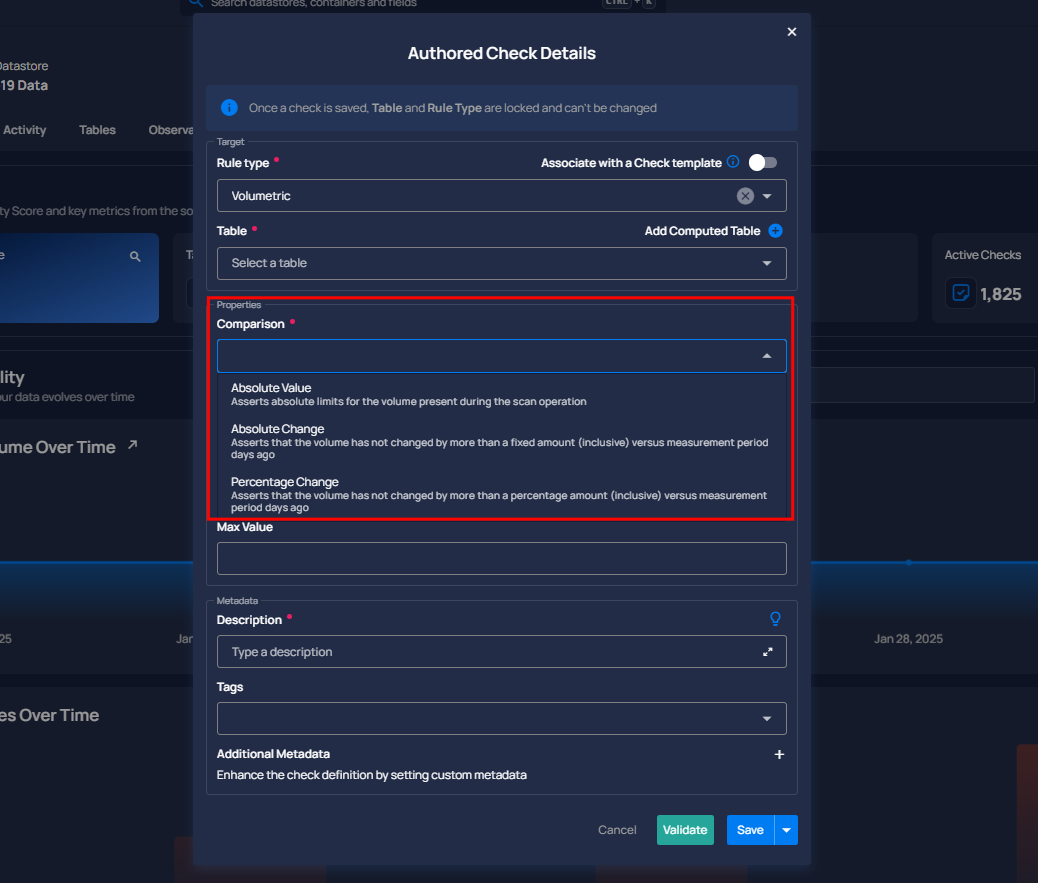 Search datastores, containers and fields CTRL + K
Authored Check Details
Datastore
19 Data
Once a check is saved, Table and Rule Type are locked and can't be changed
Activity Tables Observa
Target
Rule type * Associate with a Check template
Volumetric
ty Score and key metrics from the so
Table * Add Computed Table
Select a table
Active Checks
1,825
Properties
Comparison *
lity
our data evolves over time
Absolute Value
Asserts absolute limits for the volume present during the scan operation
Absolute Change
Asserts that the volume has not changed by more than a fixed amount (inclusive) versus measurement period
days ago
ume Over Time
Percentage Change
Asserts that the volume has not changed by more than a percentage amount (inclusive) versus measurement
period days ago
Max Value
Metadata
Description *
25 Jan Jan 28, 2025
Type a description
Tags
es Over Time
Additional Metadata
Enhance the check definition by setting custom metadata
Cancel Validate Save